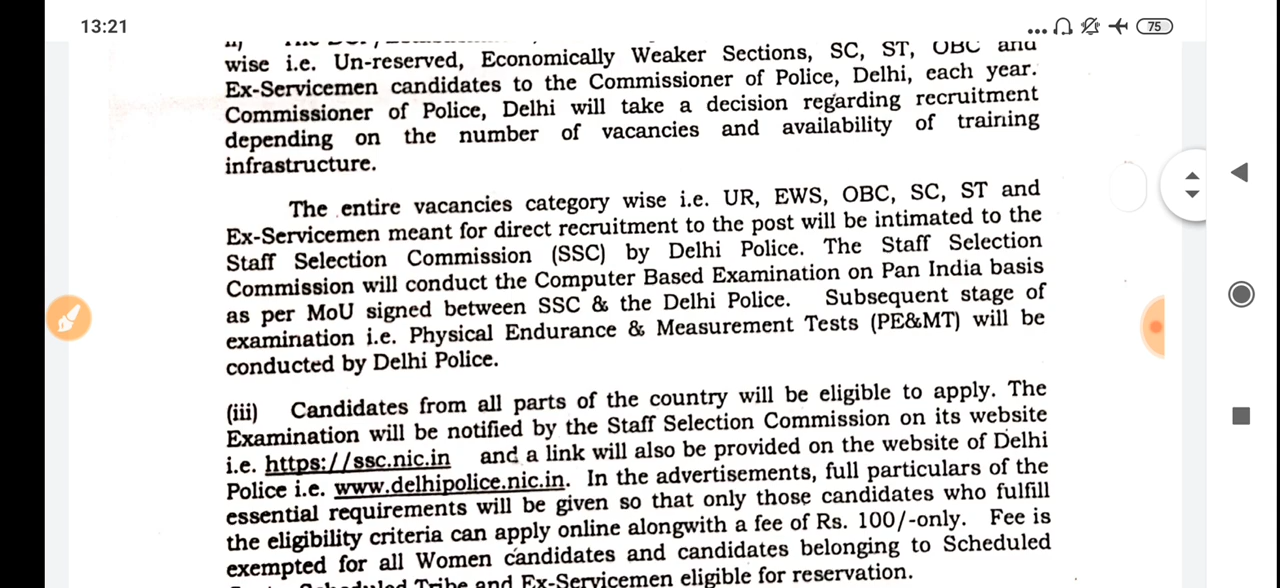 13:21
75
wise i.e. Un-reserved, Economically Weaker Sections, SC, ST, OBC and
Ex-Servicemen candidates to the Commissioner of Police, Delhi, each year.
Commissioner of Police, Delhi will take a decision regarding recruitment
depending on the number of vacancies and availability of training
infrastructure.
The entire vacancies category wise i.e. UR, EWS, OBC, SC, ST and
Ex-Servicemen meant for direct recruitment to the post will be intimated to the
Staff Selection Commission (SSC) by Delhi Police. The Staff Selection
Commission will conduct the Computer Based Examination on Pan India basis
as per MoU signed between SSC & the Delhi Police. Subsequent stage of
examination i.e. Physical Endurance & Measurement Tests (PE&MT) will be
conducted by Delhi Police.
(iii) Candidates from all parts of the country will be eligible to apply. The
Examination will be notified by the Staff Selection Commission on its website
i.e. https://ssc.nic.in and a link will also be provided on the website of Delhi
Police i.e. www.delhipolice.nic.in. In the advertisements, full particulars of the
essential requirements will be given so that only those candidates who fulfill
the eligibility criteria can apply online alongwith a fee of Rs. 100/-only. Fee is
exempted for all Women candidates and candidates belonging to Scheduled
Tribe and Ex-Servicemen eligible for reservation.